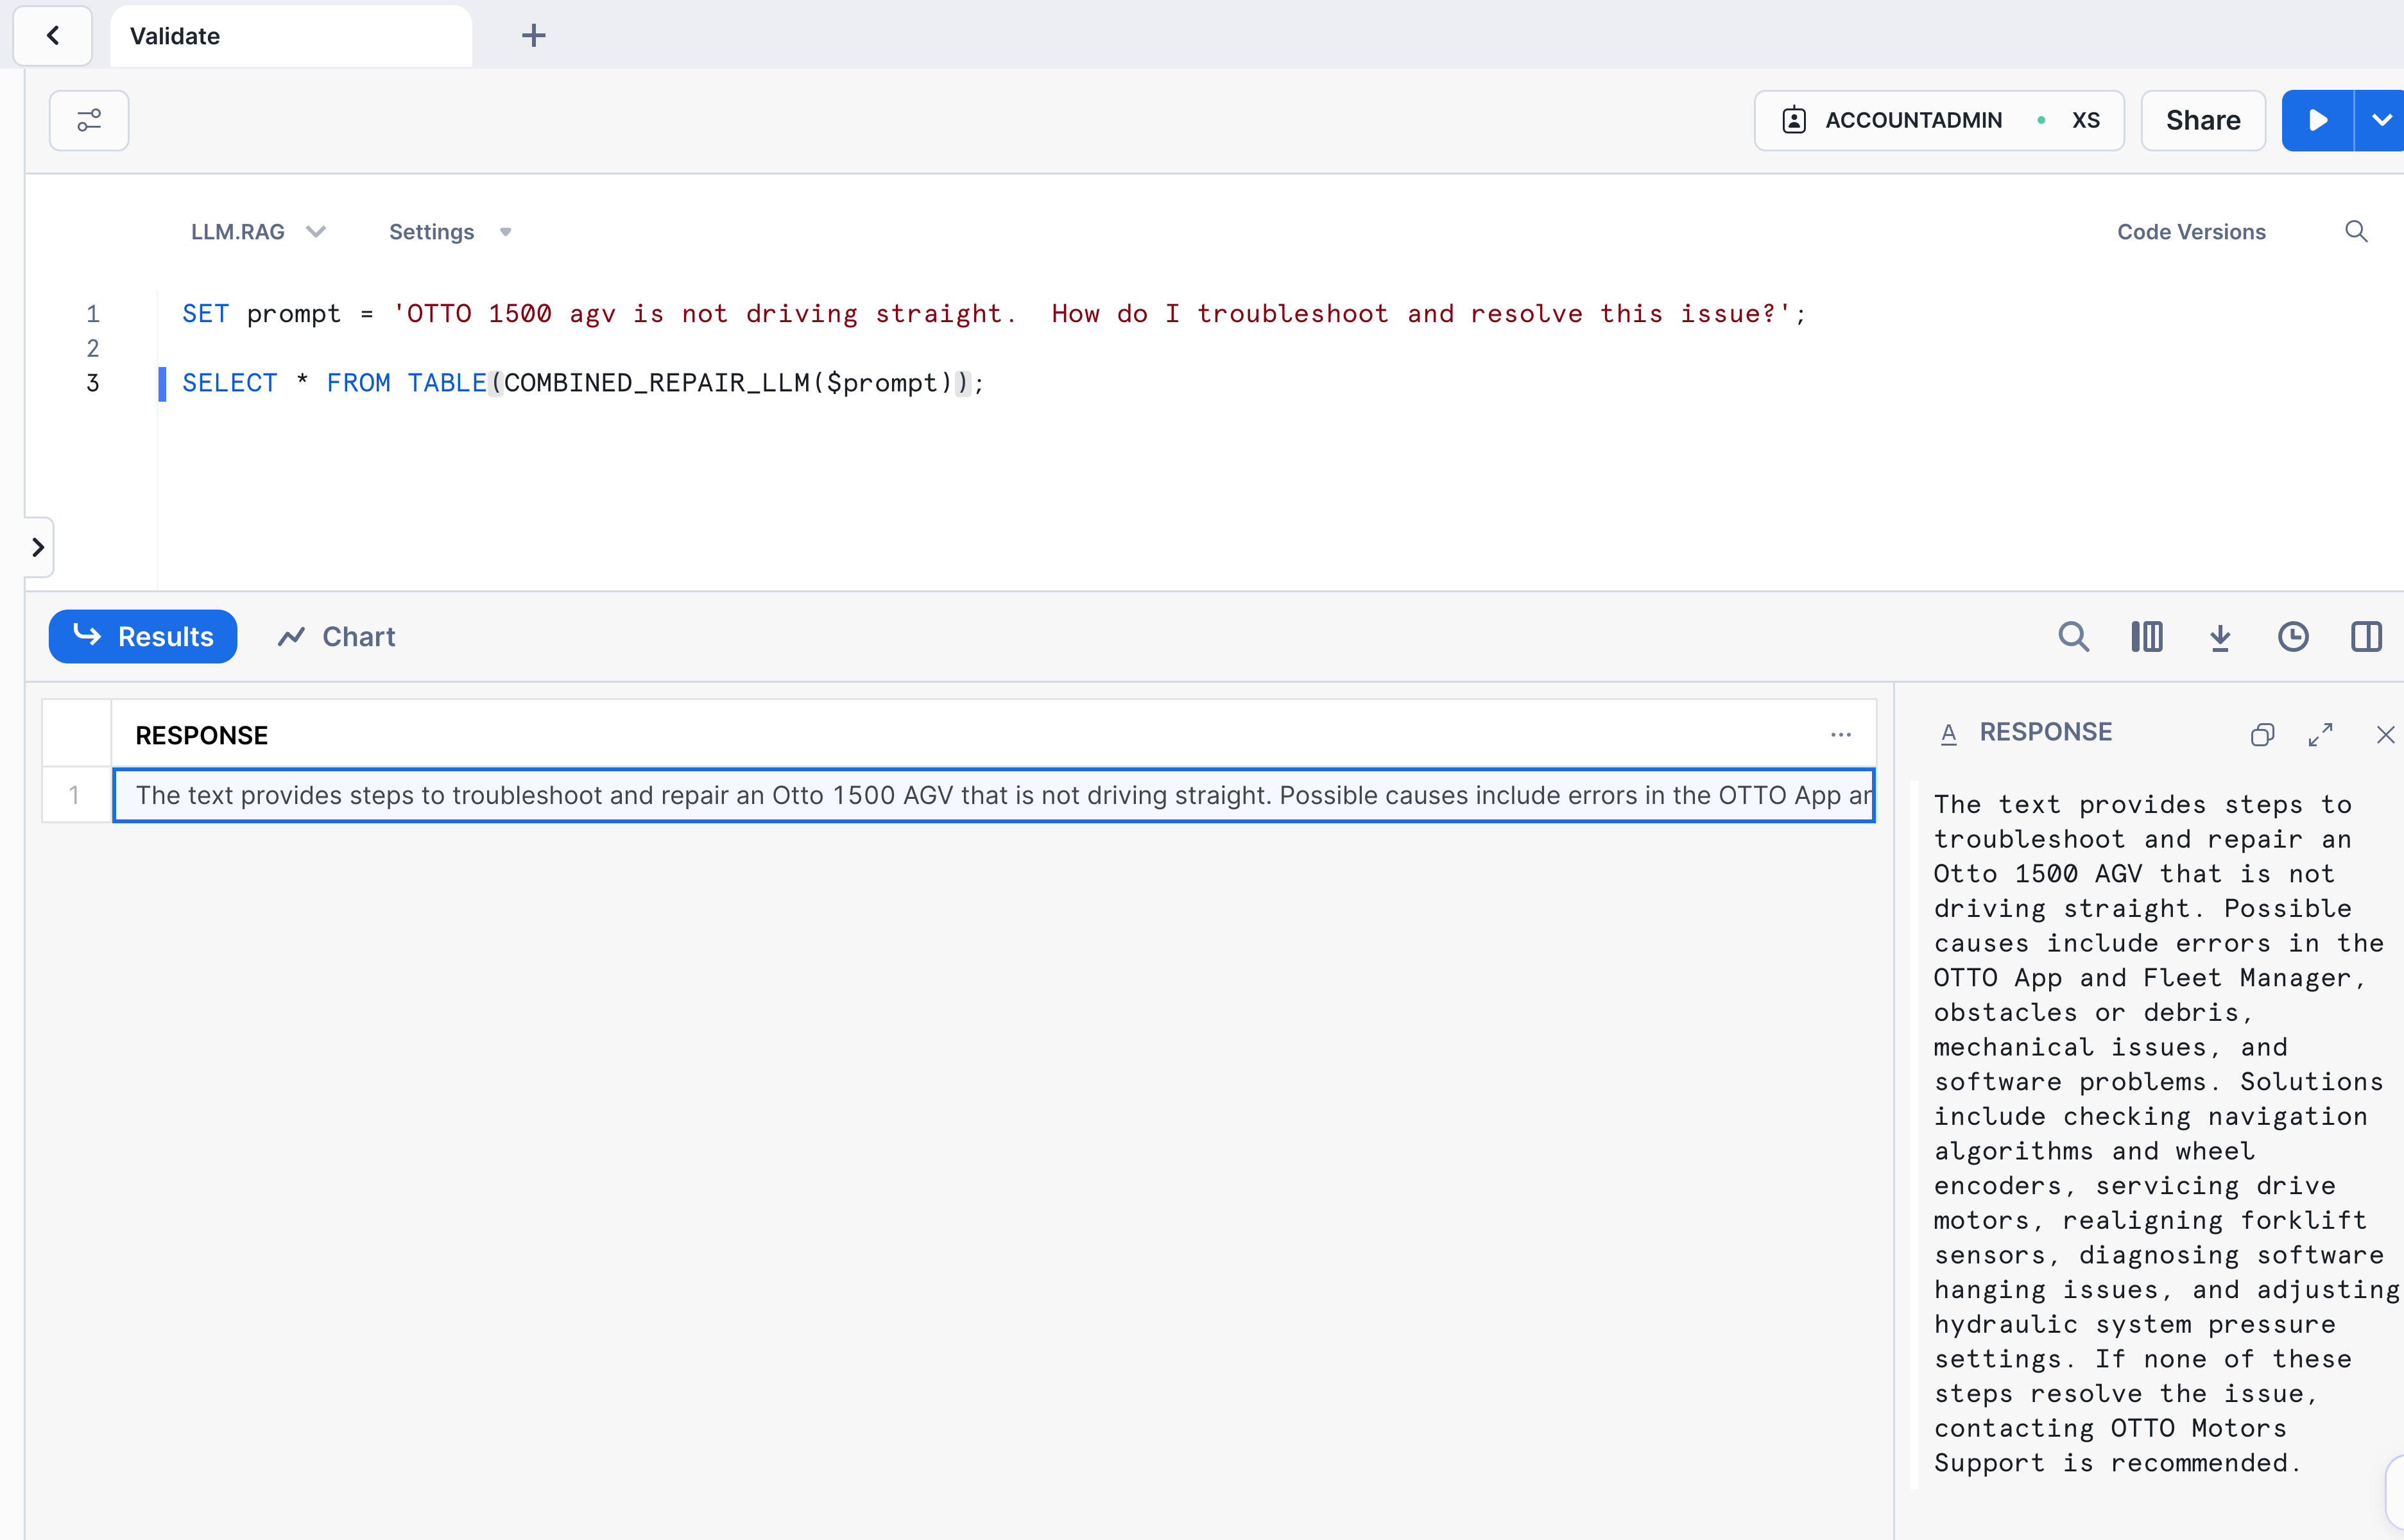 Validate
ACCOUNTADMIN • XS
Share
LLM.RAG
Settings
Code Versions
1 SET prompt = 'OTTO 1500 agv is not driving straight.  How do I troubleshoot and resolve this issue?';
2
3 SELECT * FROM TABLE(COMBINED_REPAIR_LLM($prompt));
Results
Chart
RESPONSE
...
1 The text provides steps to troubleshoot and repair an Otto 1500 AGV that is not driving straight. Possible causes include errors in the OTTO App
A RESPONSE
The text provides steps to
troubleshoot and repair an
Otto 1500 AGV that is not
driving straight. Possible
causes include errors in the
OTTO App and Fleet Manager,
obstacles or debris,
mechanical issues, and
software problems. Solutions
include checking navigation
algorithms and wheel
encoders, servicing drive
motors, realigning forklift
sensors, diagnosing software
hanging issues, and adjusting
hydraulic system pressure
settings. If none of these
steps resolve the issue,
contacting OTTO Motors
Support is recommended.